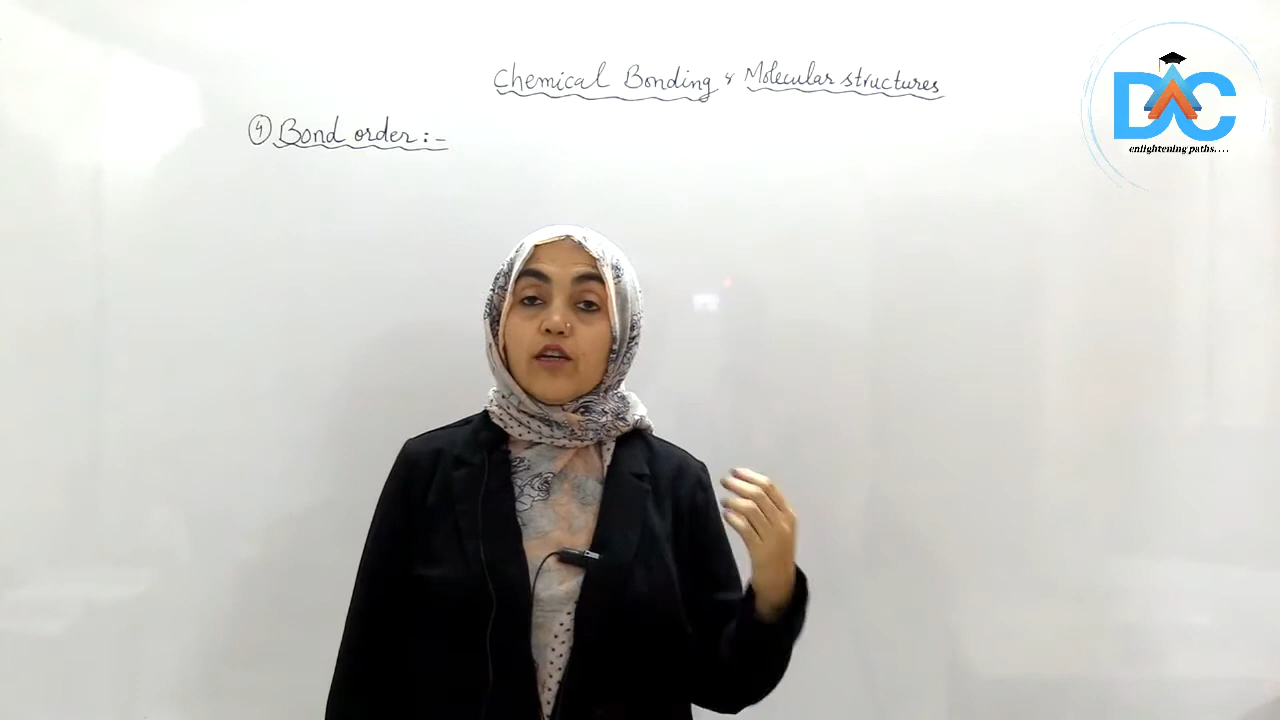 Chemical Bonding & Molecular structures
④ Bond order :-
DAC
enlightening paths....